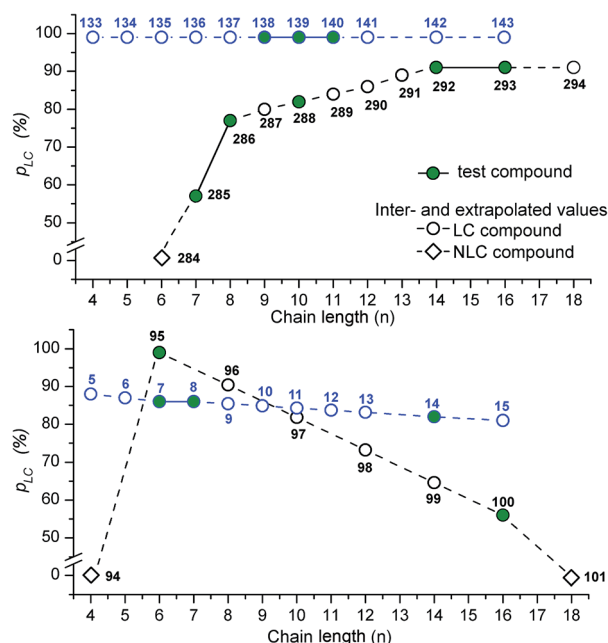 133 134 135 136 137 138 139 140 141 142 143
100
90
80
70
60
50
0
p_LC (%)
284 285 286 287 288 289 290 291 292 293 294
test compound
Inter- and extrapolated values
LC compound
NLC compound
4 5 6 7 8 9 10 11 12 13 14 15 16 17 18
Chain length (n)
100
90
80
70
60
50
0
p_LC (%)
95 96
5 6 7 8 9 10 11 12 13 14 15
97
98
99
100
94 101
4 5 6 7 8 9 10 11 12 13 14 15 16 17 18
Chain length (n)